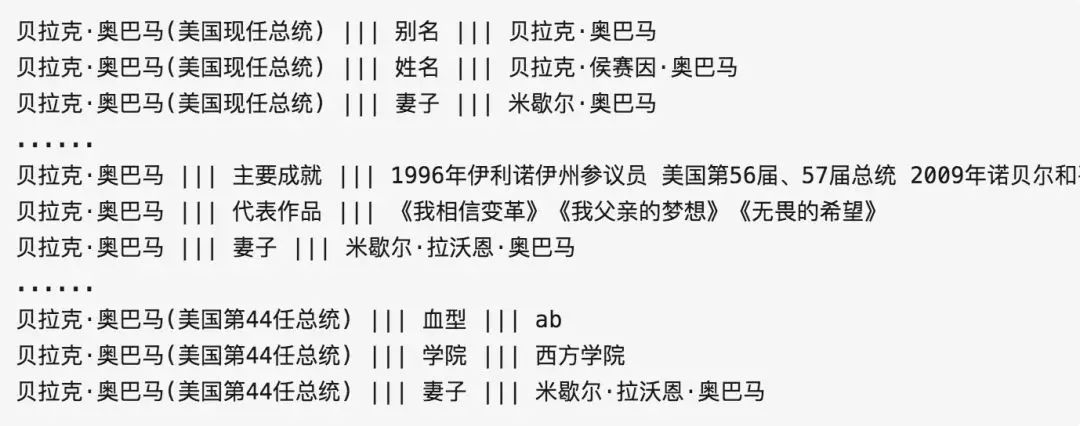 贝拉克·奥巴马(美国现任总统) ||| 别名 ||| 贝拉克·奥巴马
贝拉克·奥巴马(美国现任总统) ||| 姓名 ||| 贝拉克·侯赛因·奥巴马
贝拉克·奥巴马(美国现任总统) ||| 妻子 ||| 米歇尔·奥巴马
......
贝拉克·奥巴马 ||| 主要成就 ||| 1996年伊利诺伊州参议员 美国第56届、57届总统 2009年诺贝尔和
贝拉克·奥巴马 ||| 代表作品 ||| 《我相信变革》《我父亲的梦想》《无畏的希望》
贝拉克·奥巴马 ||| 妻子 ||| 米歇尔·拉沃恩·奥巴马
......
贝拉克·奥巴马(美国第44任总统) ||| 血型 ||| ab
贝拉克·奥巴马(美国第44任总统) ||| 学院 ||| 西方学院
贝拉克·奥巴马(美国第44任总统) ||| 妻子 ||| 米歇尔·拉沃恩·奥巴马